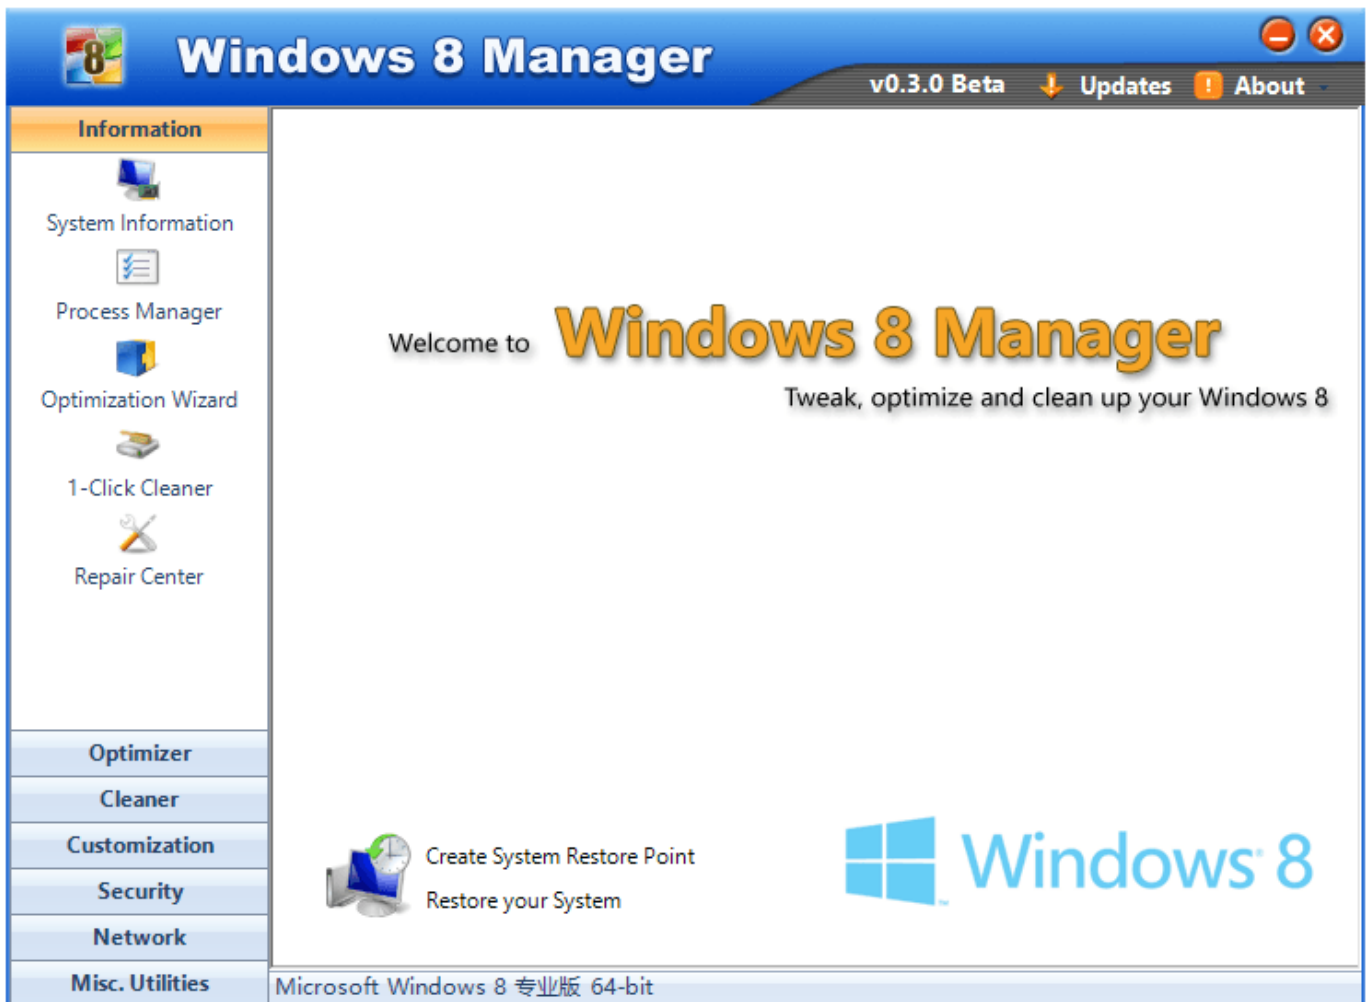 8 Windows 8 Manager
v0.3.0 Beta Updates ! About
Information
System Information
Process Manager
Optimization Wizard
1-Click Cleaner
Repair Center
Optimizer
Cleaner
Customization
Security
Network
Misc. Utilities
Welcome to Windows 8 Manager
Tweak, optimize and clean up your Windows 8
Create System Restore Point
Restore your System
Windows® 8
™
Microsoft Windows 8 专业版 64-bit